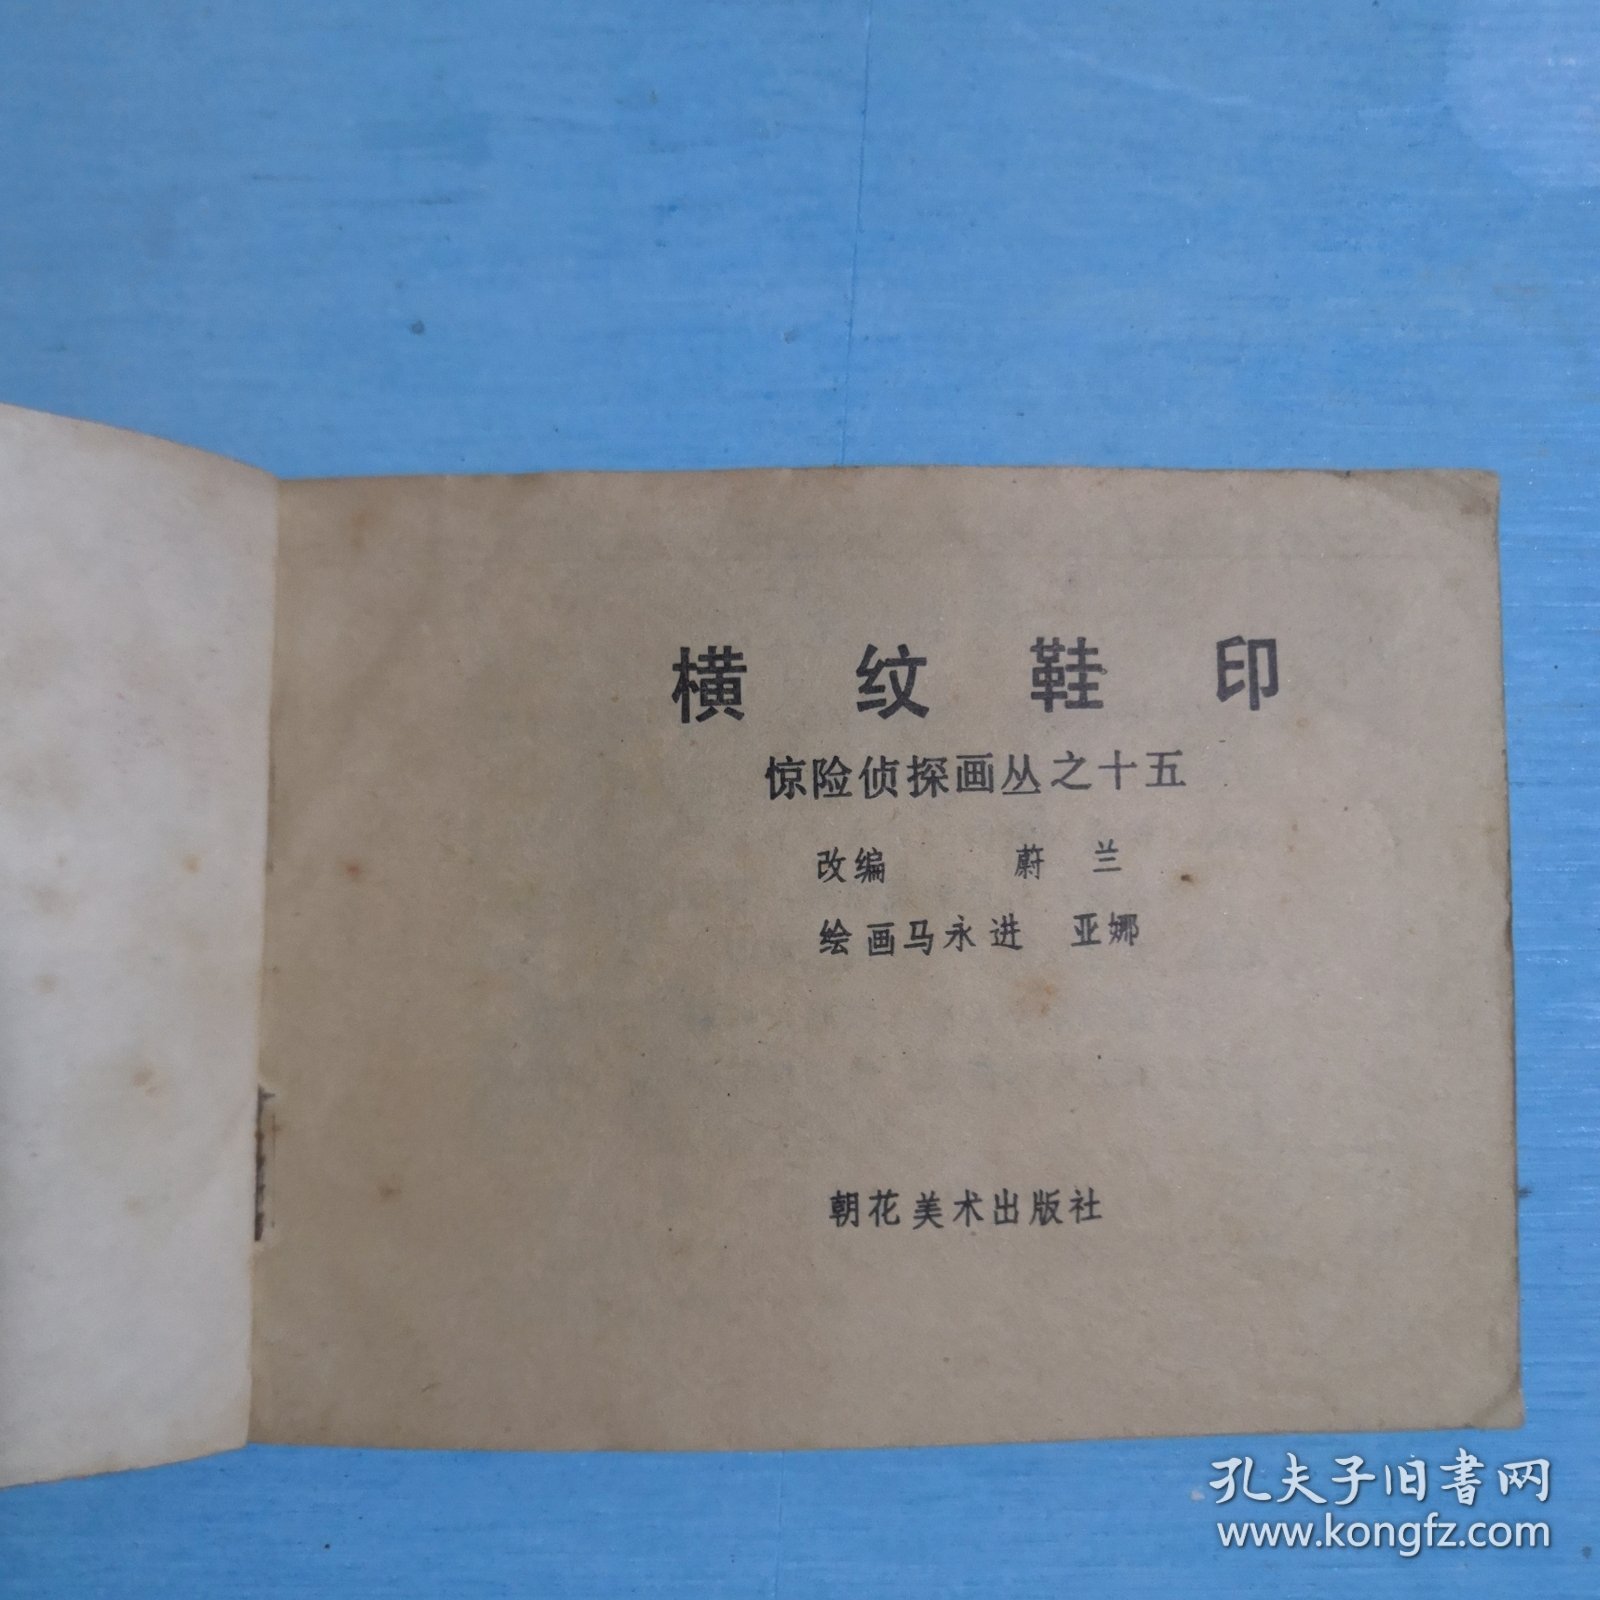 横纹鞋印
惊险侦探画丛之十五
改编 蔚兰
绘画马永进 亚娜
朝花美术出版社
孔夫子旧书网
www.kongfz.com